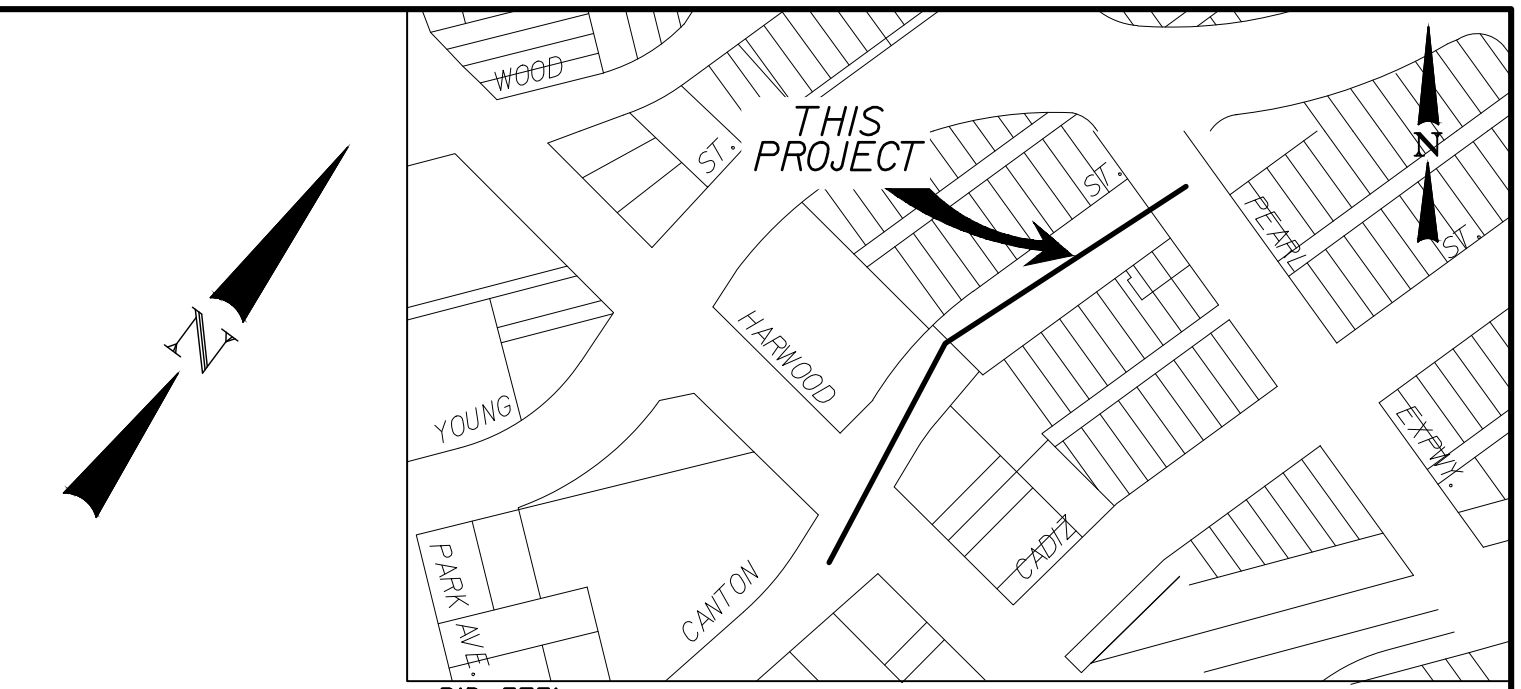 WOOD
THIS
PROJECT
ST.
ST.
N
PEARL
ST.
N
HARWOOD
YOUNG
EXPWY.
CADIZ
PARK AVE.
CANTON